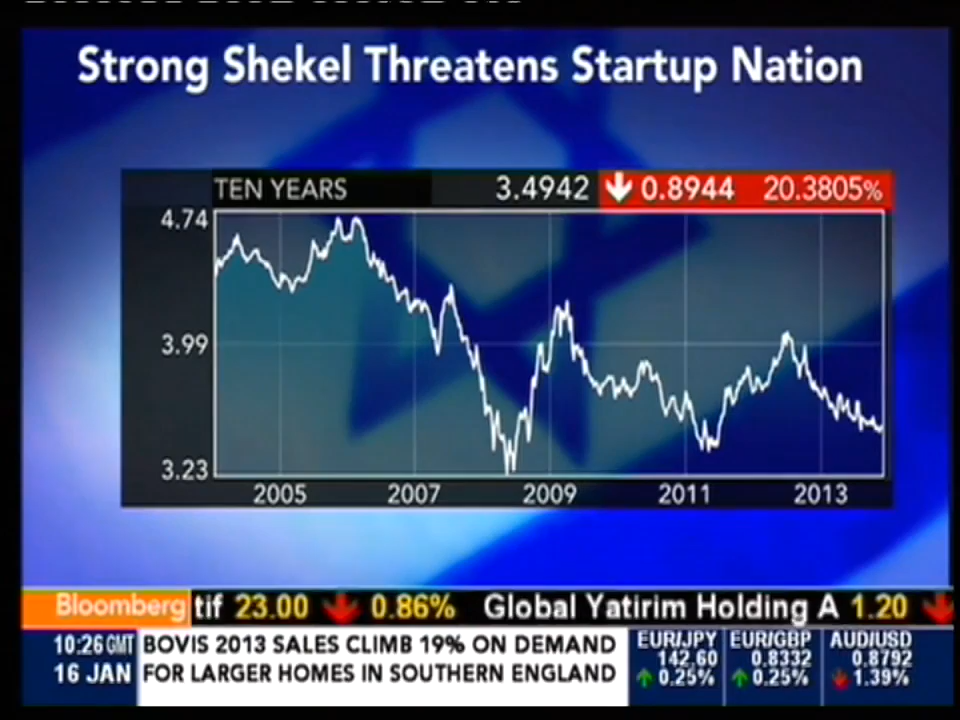 Strong Shekel Threatens Startup Nation
TEN YEARS 3.4942 0.8944 20.3805%
4.74
3.99
3.23
2005 2007 2009 2011 2013
Bloomberg tif 23.00 0.86% Global Yatirim Holding A 1.20
10:26 GMT
16 JAN
BOVIS 2013 SALES CLIMB 19% ON DEMAND
FOR LARGER HOMES IN SOUTHERN ENGLAND
EUR/JPY
142.60
0.25%
EUR/GBP
0.8332
0.25%
AUD/USD
0.8792
1.39%